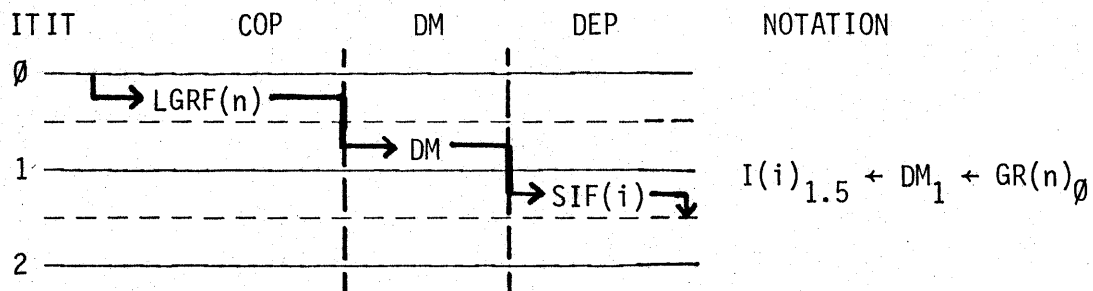 ITIT COP DM DEP NOTATION
Ø
LGRF(n)
DM
1
I(i)1.5 ← DM1 ← GR(n)Ø
SIF(i)
2